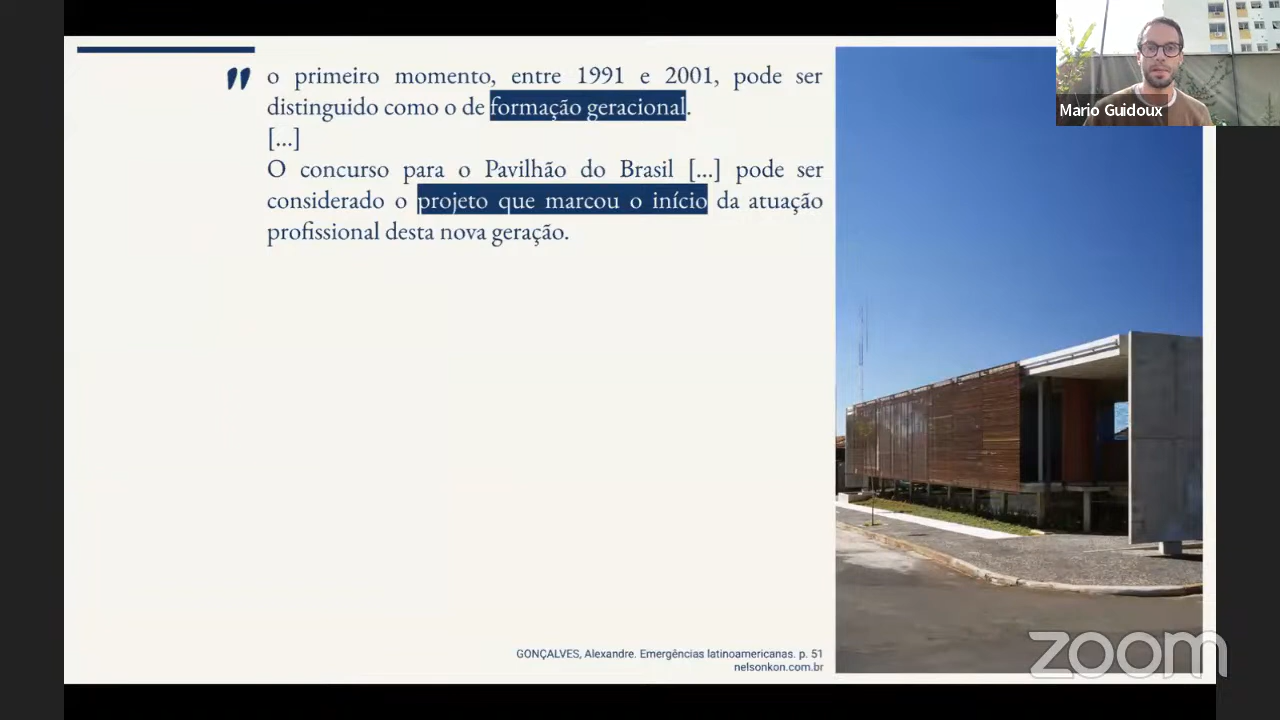 " o primeiro momento, entre 1991 e 2001, pode ser
distinguido como o de formação geracional.
[...]
O concurso para o Pavilhão do Brasil [...] pode ser
considerado o projeto que marcou o início da atuação
profissional desta nova geração.
GONÇALVES, Alexandre. Emergências latinoamericanas. p. 51
nelsonkon.com.br
Mario Guidoux
zoom